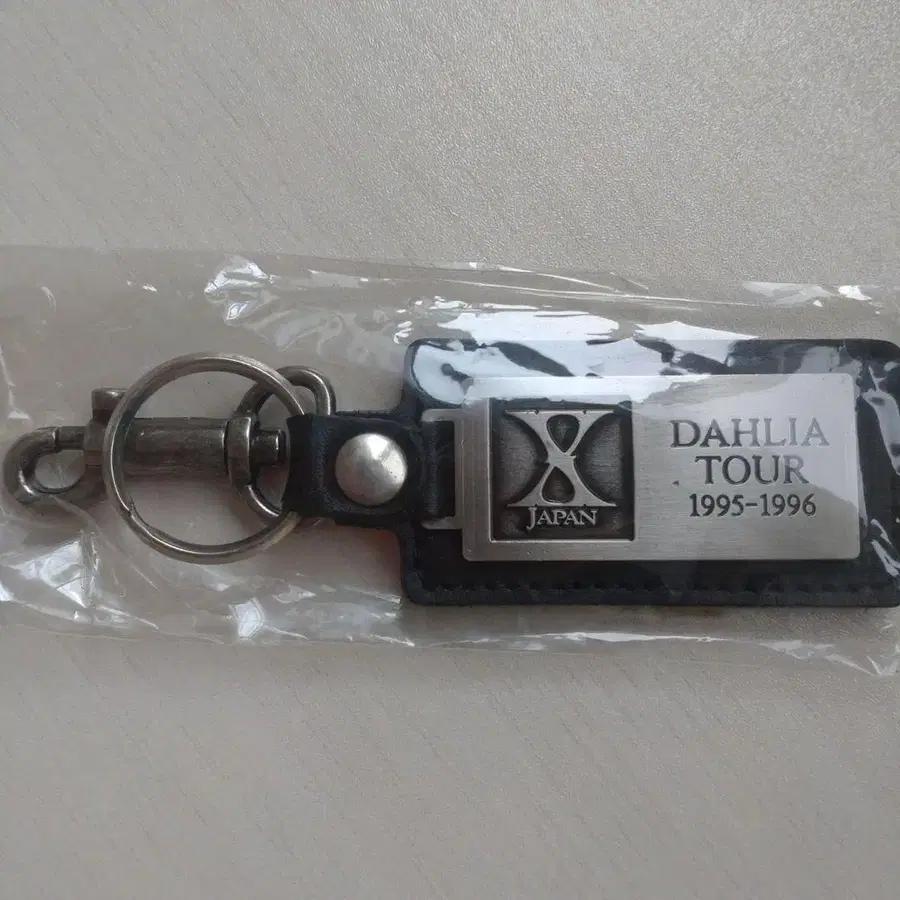 X
JAPAN
DAHLIA
TOUR
1995-1996